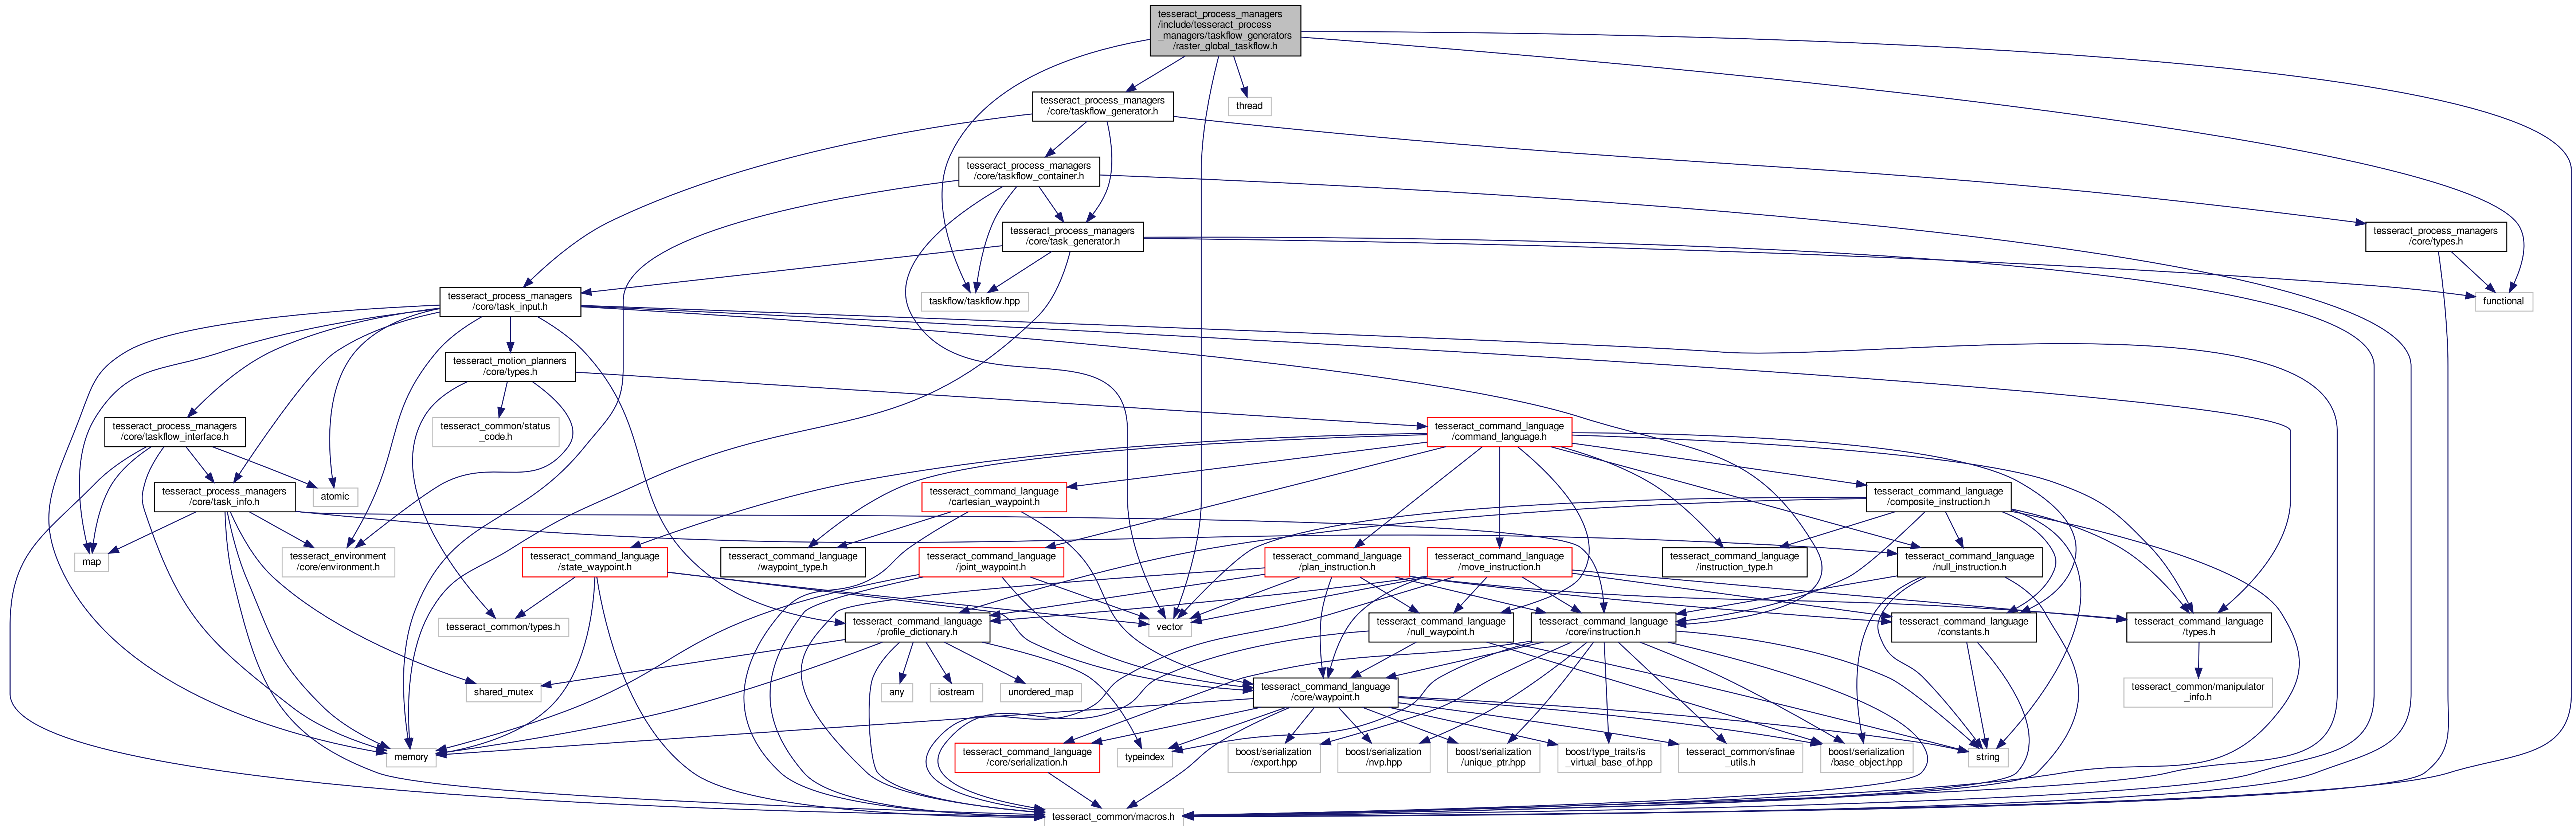 tesseract_process_managers
/include/tesseract_process
_managers/taskflow_generators
/raster_global_taskflow.h
tesseract_process_managers
/core/taskflow_generator.h
thread
tesseract_process_managers
/core/taskflow_container.h
tesseract_process_managers
/core/task_generator.h
tesseract_process_managers
/core/types.h
tesseract_process_managers
/core/task_input.h
taskflow/taskflow.hpp
functional
tesseract_motion_planners
/core/types.h
tesseract_process_managers
/core/taskflow_interface.h
tesseract_common/status
_code.h
tesseract_command_language
/command_language.h
tesseract_process_managers
/core/task_info.h
atomic
tesseract_command_language
/cartesian_waypoint.h
tesseract_command_language
/composite_instruction.h
map
tesseract_environment
/core/environment.h
tesseract_command_language
/state_waypoint.h
tesseract_command_language
/waypoint_type.h
tesseract_command_language
/joint_waypoint.h
tesseract_command_language
/plan_instruction.h
tesseract_command_language
/move_instruction.h
tesseract_command_language
/instruction_type.h
tesseract_command_language
/null_instruction.h
tesseract_common/types.h
tesseract_command_language
/profile_dictionary.h
vector
tesseract_command_language
/null_waypoint.h
tesseract_command_language
/core/instruction.h
tesseract_command_language
/constants.h
tesseract_command_language
/types.h
shared_mutex
any
iostream
unordered_map
tesseract_command_language
/core/waypoint.h
tesseract_common/manipulator
_info.h
memory
tesseract_command_language
/core/serialization.h
typeindex
boost/serialization
/export.hpp
boost/serialization
/nvp.hpp
boost/serialization
/unique_ptr.hpp
boost/type_traits/is
_virtual_base_of.hpp
tesseract_common/sfinae
_utils.h
boost/serialization
/base_object.hpp
string
tesseract_common/macros.h